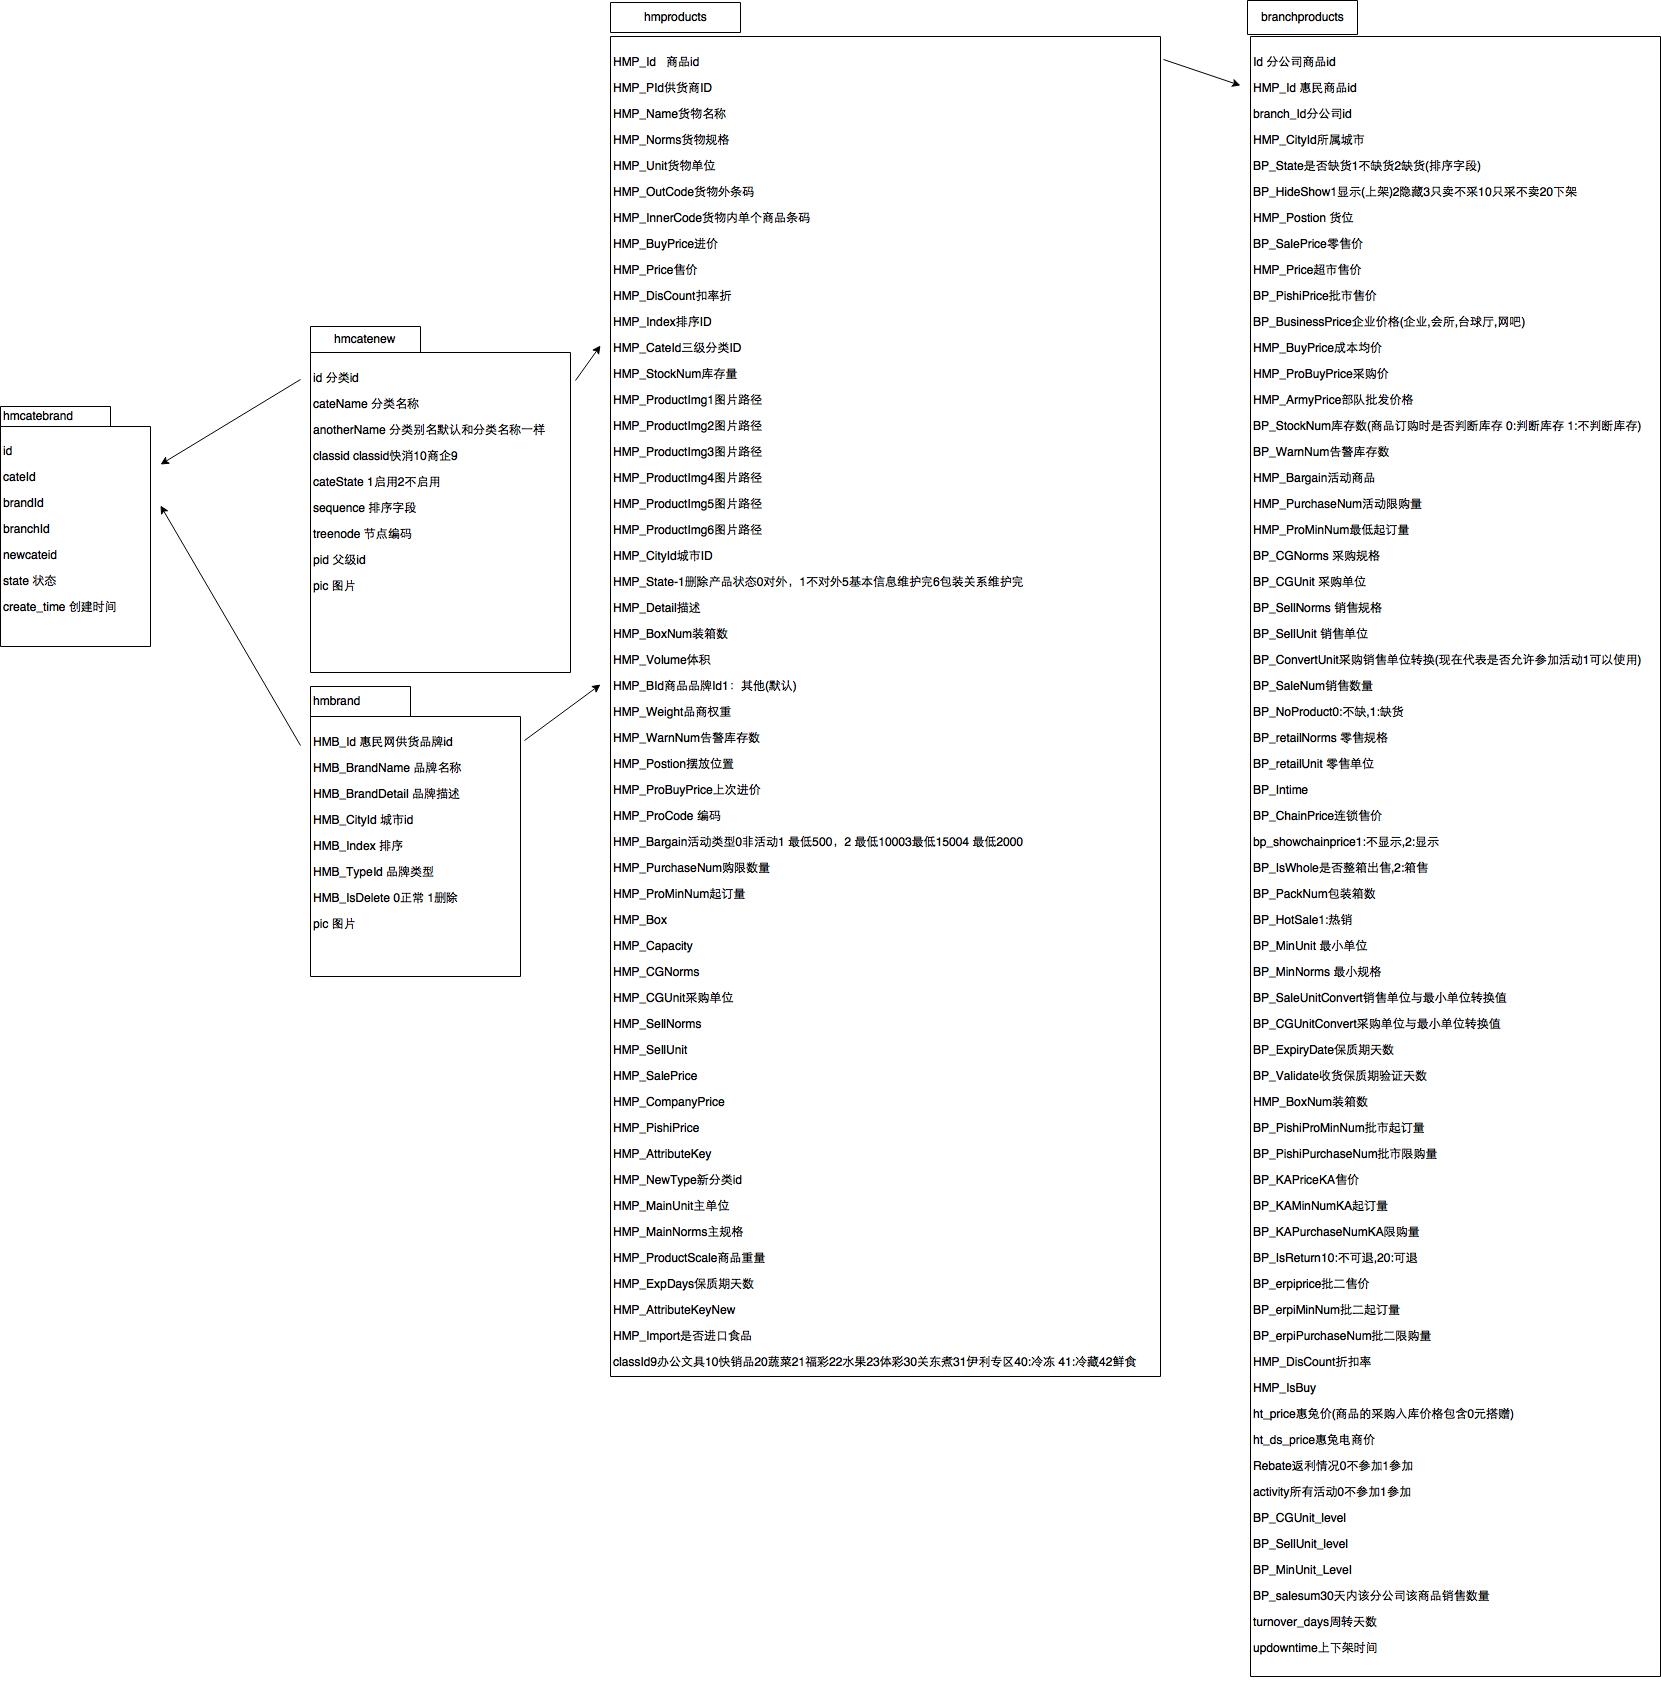 hmcatebrand
id
cateId
brandId
branchId
newcateid
state 状态
create_time 创建时间
hmcatenew
id 分类id
cateName 分类名称
anotherName 分类别名默认和分类名称一样
classid classid快消10商企9
cateState 1启用2不启用
sequence 排序字段
treenode 节点编码
pid 父级id
pic 图片
hmbrand
HMB_Id 惠民网供货品牌id
HMB_BrandName 品牌名称
HMB_BrandDetail 品牌描述
HMB_CityId 城市id
HMB_Index 排序
HMB_TypeId 品牌类型
HMB_IsDelete 0正常 1删除
pic 图片
hmproducts
HMP_Id 商品id
HMP_PId供货商ID
HMP_Name货物名称
HMP_Norms货物规格
HMP_Unit货物单位
HMP_OutCode货物外条码
HMP_InnerCode货物内单个商品条码
HMP_BuyPrice进价
HMP_Price售价
HMP_DisCount扣率折
HMP_Index排序ID
HMP_CateId三级分类ID
HMP_StockNum库存量
HMP_ProductImg1图片路径
HMP_ProductImg2图片路径
HMP_ProductImg3图片路径
HMP_ProductImg4图片路径
HMP_ProductImg5图片路径
HMP_ProductImg6图片路径
HMP_CityId城市ID
HMP_State-1删除产品状态0对外，1不对外5基本信息维护完6包装关系维护完
HMP_Detail描述
HMP_BoxNum装箱数
HMP_Volume体积
HMP_BId商品品牌Id1：其他(默认)
HMP_Weight品商权重
HMP_WarnNum告警库存数
HMP_Postion摆放位置
HMP_ProBuyPrice上次进价
HMP_ProCode 编码
HMP_Bargain活动类型0非活动1 最低500，2 最低10003最低15004 最低2000
HMP_PurchaseNum购限数量
HMP_ProMinNum起订量
HMP_Box
HMP_Capacity
HMP_CGNorms
HMP_CGUnit采购单位
HMP_SellNorms
HMP_SellUnit
HMP_SalePrice
HMP_CompanyPrice
HMP_PishiPrice
HMP_AttributeKey
HMP_NewType新分类id
HMP_MainUnit主单位
HMP_MainNorms主规格
HMP_ProductScale商品重量
HMP_ExpDays保质期天数
HMP_AttributeKeyNew
HMP_Import是否进口食品
classId9办公文具10快销品20蔬菜21福彩22水果23体彩30关东煮31伊利专区40:冷冻 41:冷藏42鲜食
branchproducts
Id 分公司商品id
HMP_Id 惠民商品id
branch_Id分公司id
HMP_CityId所属城市
BP_State是否缺货1不缺货2缺货(排序字段)
BP_HideShow1显示(上架)2隐藏3只卖不采10只采不卖20下架
HMP_Postion 货位
BP_SalePrice零售价
HMP_Price超市售价
BP_PishiPrice批市售价
BP_BusinessPrice企业价格(企业,会所,台球厅,网吧)
HMP_BuyPrice成本均价
HMP_ProBuyPrice采购价
HMP_ArmyPrice部队批发价格
BP_StockNum库存数(商品订购时是否判断库存 0:判断库存 1:不判断库存)
BP_WarnNum告警库存数
HMP_Bargain活动商品
HMP_PurchaseNum活动限购量
HMP_ProMinNum最低起订量
BP_CGNorms 采购规格
BP_CGUnit 采购单位
BP_SellNorms 销售规格
BP_SellUnit 销售单位
BP_ConvertUnit采购销售单位转换(现在代表是否允许参加活动1可以使用)
BP_SaleNum销售数量
BP_NoProduct0:不缺,1:缺货
BP_retailNorms 零售规格
BP_retailUnit 零售单位
BP_Intime
BP_ChainPrice连锁售价
bp_showchainprice1:不显示,2:显示
BP_IsWhole是否整箱出售,2:箱售
BP_PackNum包装箱数
BP_HotSale1:热销
BP_MinUnit 最小单位
BP_MinNorms 最小规格
BP_SaleUnitConvert销售单位与最小单位转换值
BP_CGUnitConvert采购单位与最小单位转换值
BP_ExpiryDate保质期天数
BP_Validate收货保质期验证天数
HMP_BoxNum装箱数
BP_PishiProMinNum批市起订量
BP_PishiPurchaseNum批市限购量
BP_KAPriceKA售价
BP_KAMinNumKA起订量
BP_KAPurchaseNumKA限购量
BP_IsReturn10:不可退,20:可退
BP_erpiprice批二售价
BP_erpiMinNum批二起订量
BP_erpiPurchaseNum批二限购量
HMP_DisCount折扣率
HMP_IsBuy
ht_price惠兔价(商品的采购入库价格包含0元搭赠)
ht_ds_price惠兔电商价
Rebate返利情况0不参加1参加
activity所有活动0不参加1参加
BP_CGUnit_level
BP_SellUnit_level
BP_MinUnit_Level
BP_salesum30天内该分公司该商品销售数量
turnover_days周转天数
updowntime上下架时间